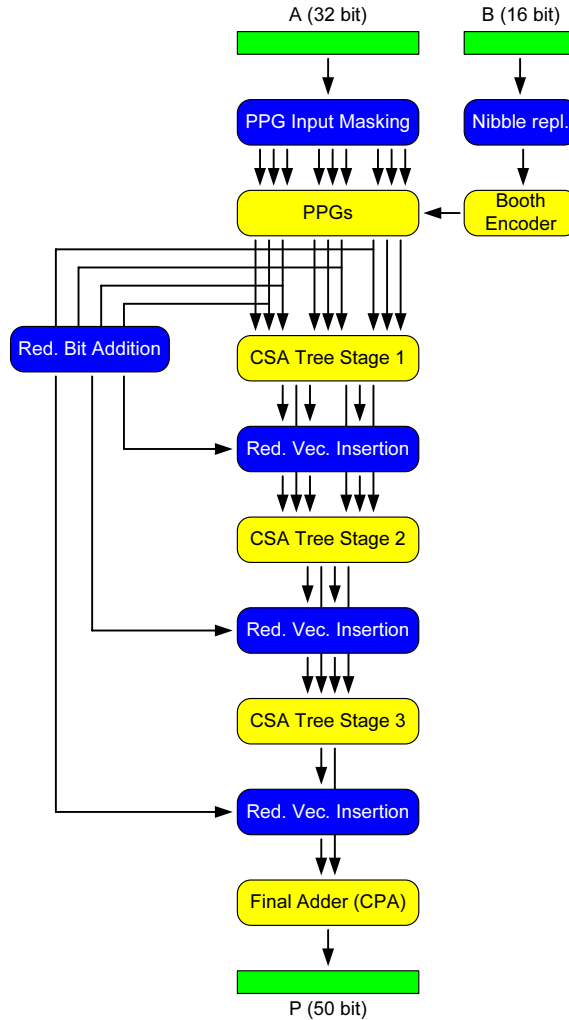 A (32 bit)
B (16 bit)
PPG Input Masking
Nibble repl.
PPGs
Booth
Encoder
Red. Bit Addition
CSA Tree Stage 1
Red. Vec. Insertion
CSA Tree Stage 2
Red. Vec. Insertion
CSA Tree Stage 3
Red. Vec. Insertion
Final Adder (CPA)
P (50 bit)